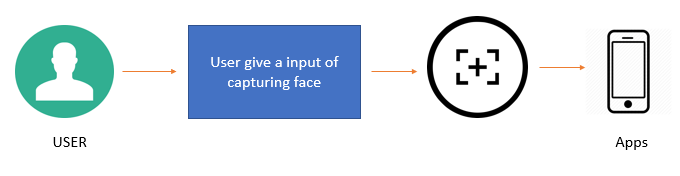 User give a input of
capturing face
USER
Apps